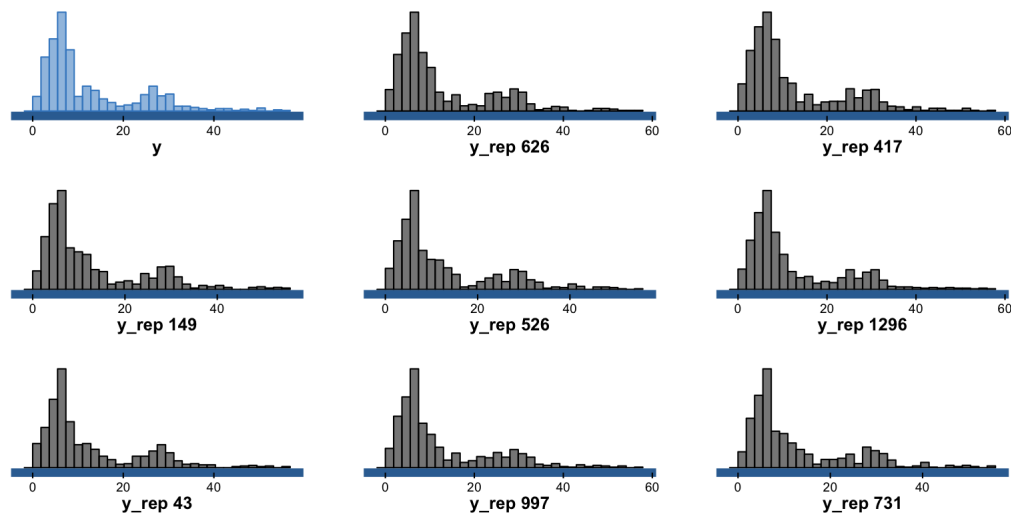 0 20 40
y
0 20 40 60
y_rep 626
0 20 40 60
y_rep 417
0 20 40
y_rep 149
0 20 40
y_rep 526
0 20 40 60
y_rep 1296
0 20 40
y_rep 43
0 20 40 60
y_rep 997
0 20 40
y_rep 731